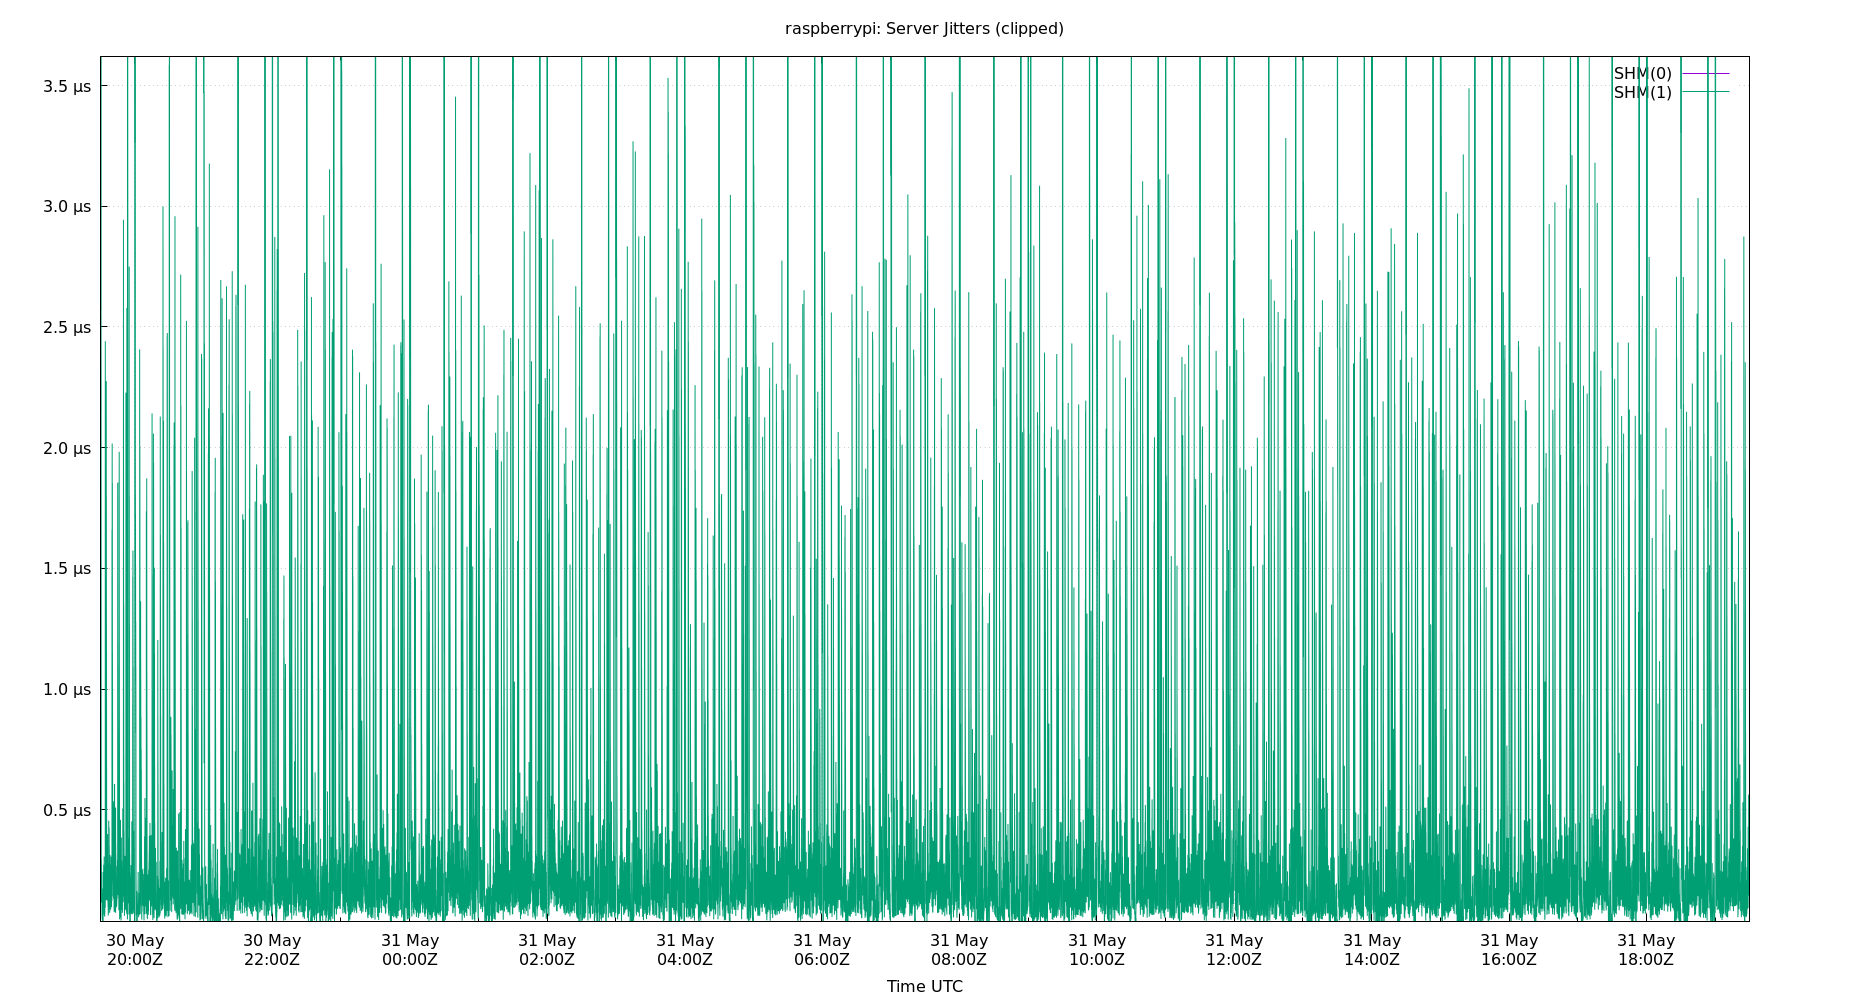 raspberrypi: Server Jitters (clipped)
SHM(0)
SHM(1)
3.5 μs
3.0 μs
2.5 μs
2.0 μs
1.5 μs
1.0 μs
0.5 μs
30 May 30 May 31 May 31 May 31 May 31 May 31 May 31 May 31 May 31 May 31 May 31 May
20:00Z 22:00Z 00:00Z 02:00Z 04:00Z 06:00Z 08:00Z 10:00Z 12:00Z 14:00Z 16:00Z 18:00Z
Time UTC